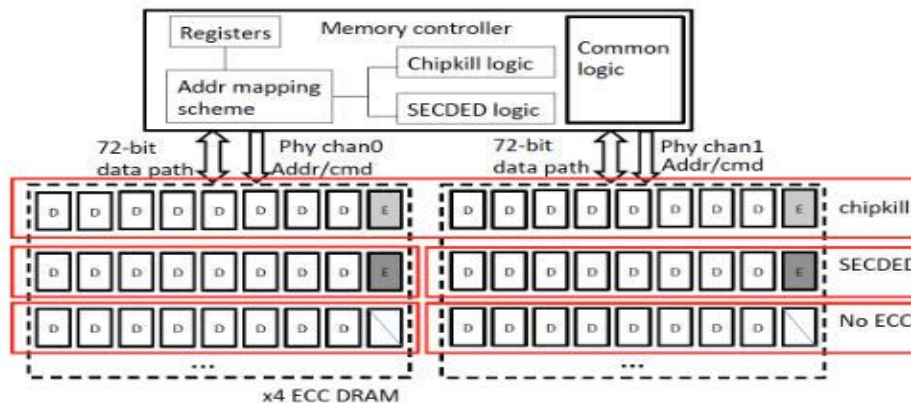 Registers
Memory controller
Common
logic
Chipkill logic
Addr mapping
scheme
SECDED logic
72-bit
data path
Phy chan0
Addr/cmd
72-bit
data path
Phy chan1
Addr/cmd
D D D D D D D D E
D D D D D D D D E
chipkill
D D D D D D D D E
D D D D D D D D E
SECDED
D D D D D D D D
D D D D D D D D
No ECC
...
...
x4 ECC DRAM